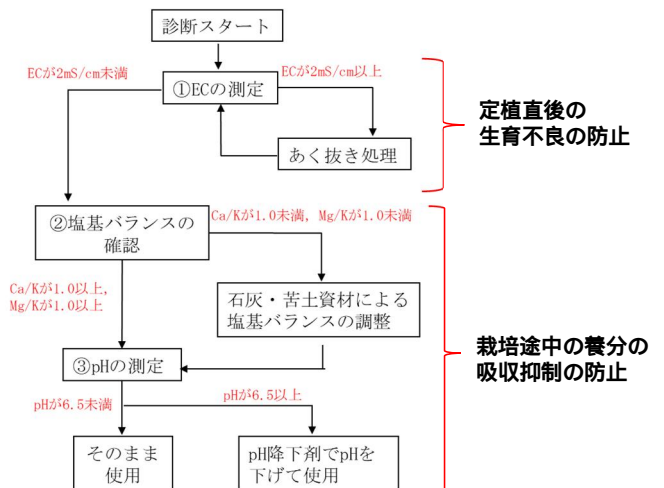 診断スタート
ECが2mS/cm未満
ECが2mS/cm以上
①ECの測定
あく抜き処理
定植直後の
生育不良の防止
②塩基バランスの
確認
Ca/Kが1.0未満, Mg/Kが1.0未満
Ca/Kが1.0以上,
Mg/Kが1.0以上
石灰・苦土資材による
塩基バランスの調整
③pHの測定
栽培途中の養分の
吸収抑制の防止
pHが6.5未満
pHが6.5以上
そのまま
使用
pH降下剤でpHを
下げて使用